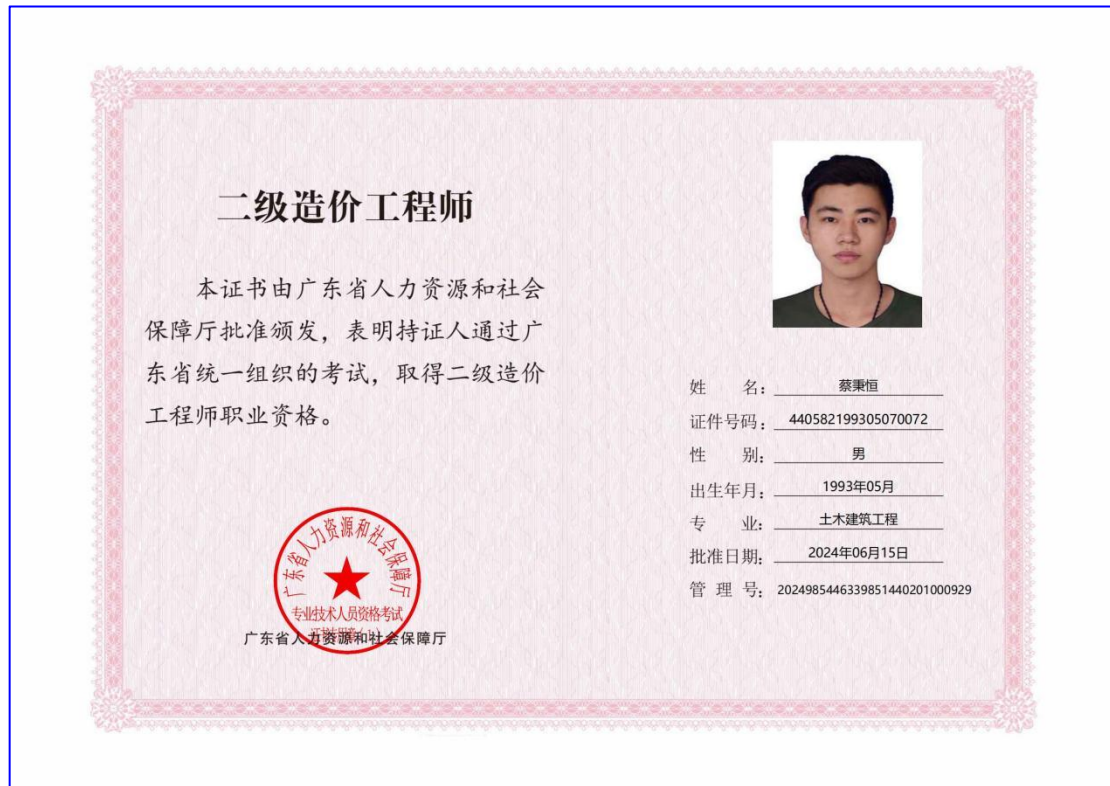 二级造价工程师
本证书由广东省人力资源和社会
保障厅批准颁发，表明持证人通过广
东省统一组织的考试，取得二级造价
工程师职业资格。
广东省人力资源和社会保障厅
专业技术人员资格考试
广东省人力资源和社会保障厅
姓 名：蔡秉恒
证件号码：440582199305070072
性 别：男
出生年月：1993年05月
专 业：土木建筑工程
批准日期：2024年06月15日
管 理 号：20249854463398514402010​00929